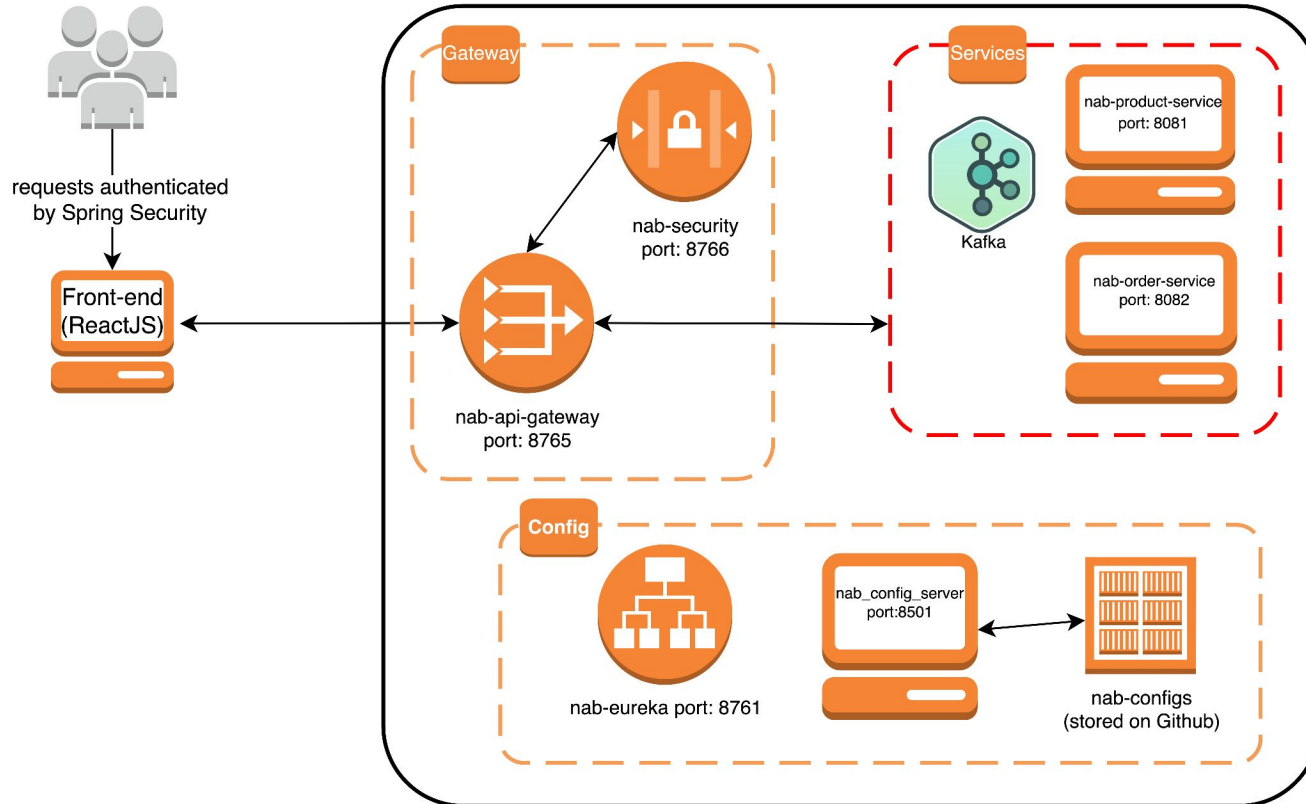 Gateway
Services
nab-product-service
port: 8081
requests authenticated
by Spring Security
nab-security
port: 8766
Kafka
nab-order-service
port: 8082
Front-end
(ReactJS)
nab-api-gateway
port: 8765
Config
nab_config_server
port:8501
nab-eureka port: 8761
nab-configs
(stored on Github)